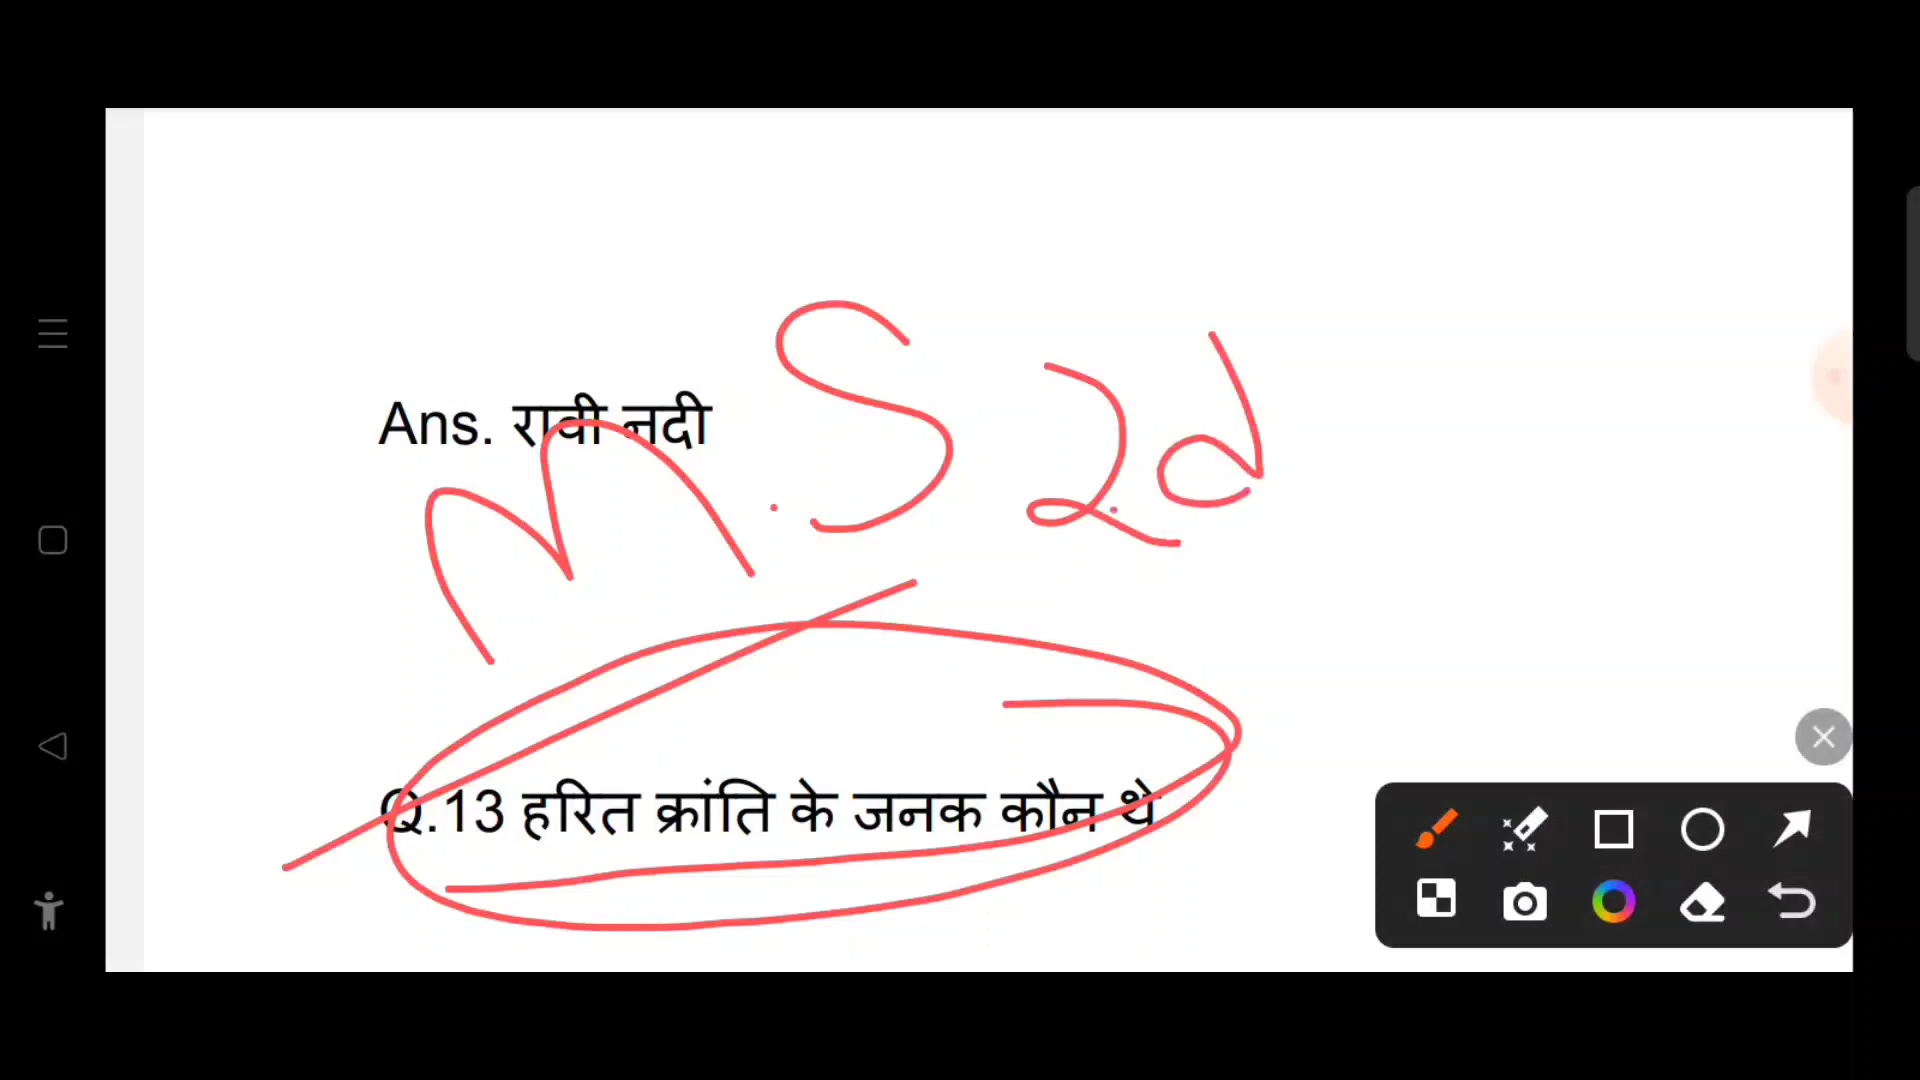 Ans. रावी नदी
M.S
Q.13 हरित क्रांति के जनक कौन थे